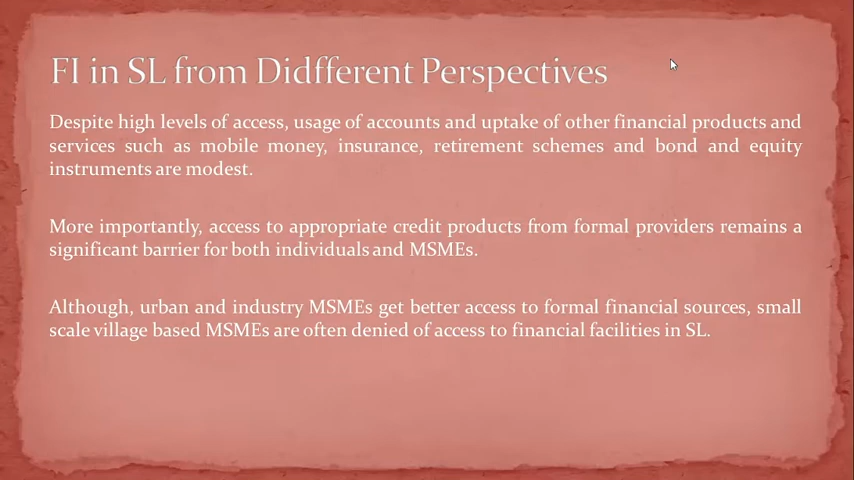 FI in SL from Didfferent Perspectives
Despite high levels of access, usage of accounts and uptake of other financial products and
services such as mobile money, insurance, retirement schemes and bond and equity
instruments are modest.
More importantly, access to appropriate credit products from formal providers remains a
significant barrier for both individuals and MSMEs.
Although, urban and industry MSMEs get better access to formal financial sources, small
scale village based MSMEs are often denied of access to financial facilities in SL.